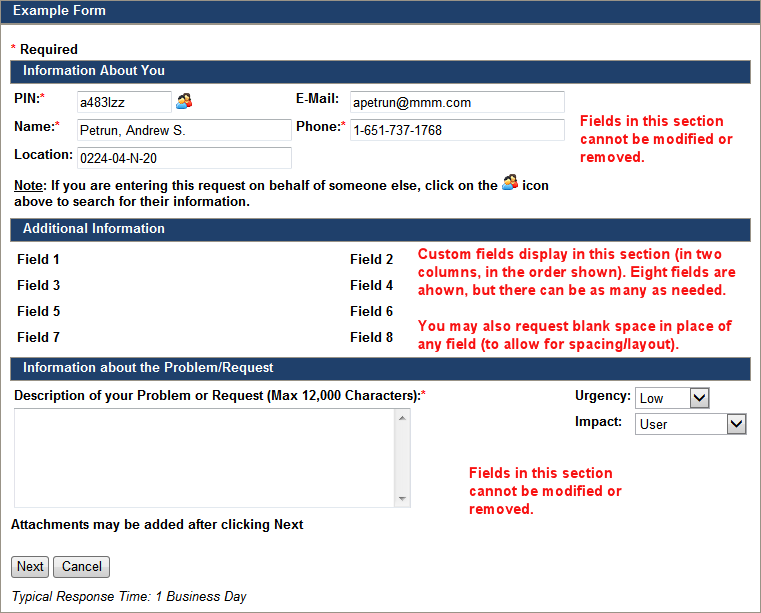 Example Form
* Required
Information About You
PIN:* a483lzz E-Mail: apetrun@mmm.com
Name:* Petrun, Andrew S. Phone:* 1-651-737-1768
Location: 0224-04-N-20
Fields in this section
cannot be modified or
removed.
Note: If you are entering this request on behalf of someone else, click on the icon
above to search for their information.
Additional Information
Field 1 Field 2
Field 3 Field 4
Field 5 Field 6
Field 7 Field 8
Custom fields display in this section (in two
columns, in the order shown). Eight fields are
ahown, but there can be as many as needed.
You may also request blank space in place of
any field (to allow for spacing/layout).
Information about the Problem/Request
Description of your Problem or Request (Max 12,000 Characters):*
Urgency: Low
Impact: User
Fields in this section
cannot be modified or
removed.
Attachments may be added after clicking Next
Next Cancel
Typical Response Time: 1 Business Day